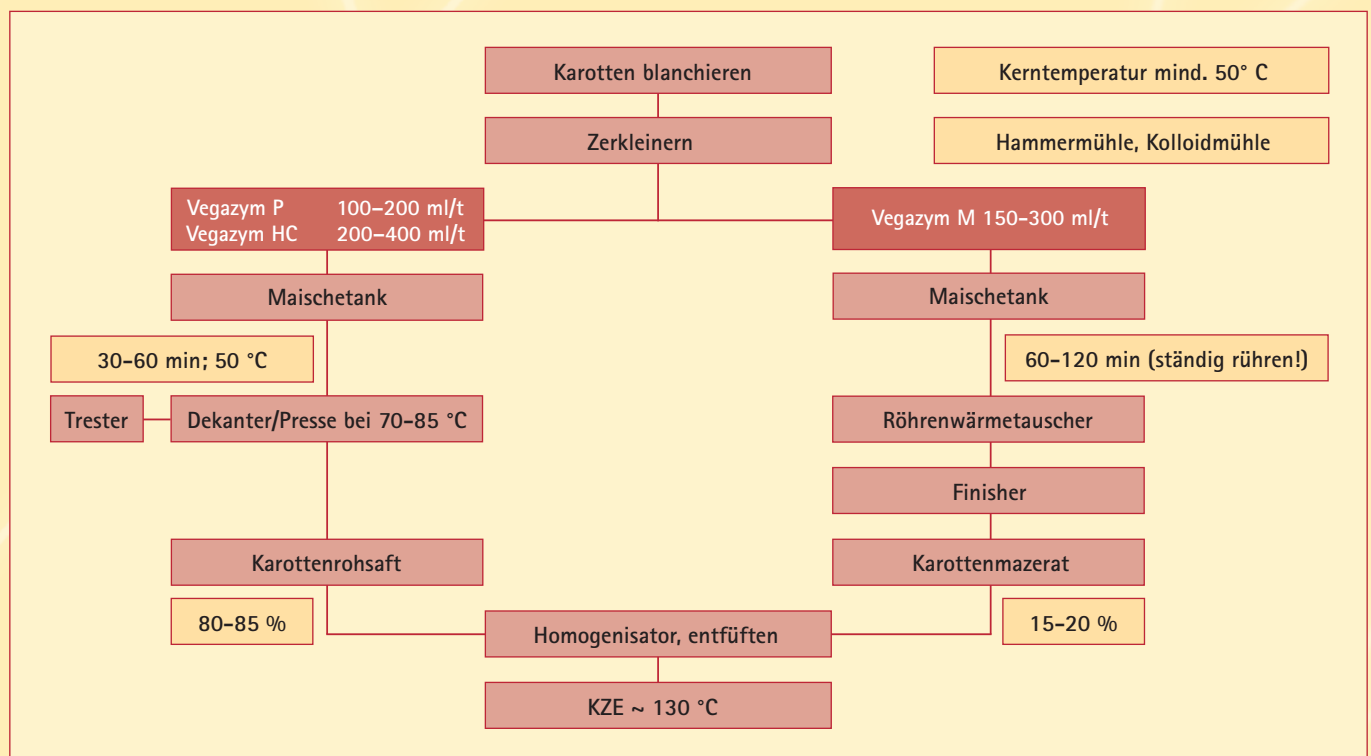 Karotten blanchieren
Kerntemperatur mind. 50° C
Zerkleinern
Hammermühle, Kolloidmühle
Vegazym P 100–200 ml/t
Vegazym HC 200–400 ml/t
Vegazym M 150–300 ml/t
Maischetank
Maischetank
30–60 min; 50 °C
60–120 min (ständig rühren!)
Trester
Dekanter/Presse bei 70–85 °C
Röhrenwärmetauscher
Finisher
Karottenrohsaft
Karottenmazerat
80–85 %
Homogenisator, entfüften
15–20 %
KZE ~ 130 °C